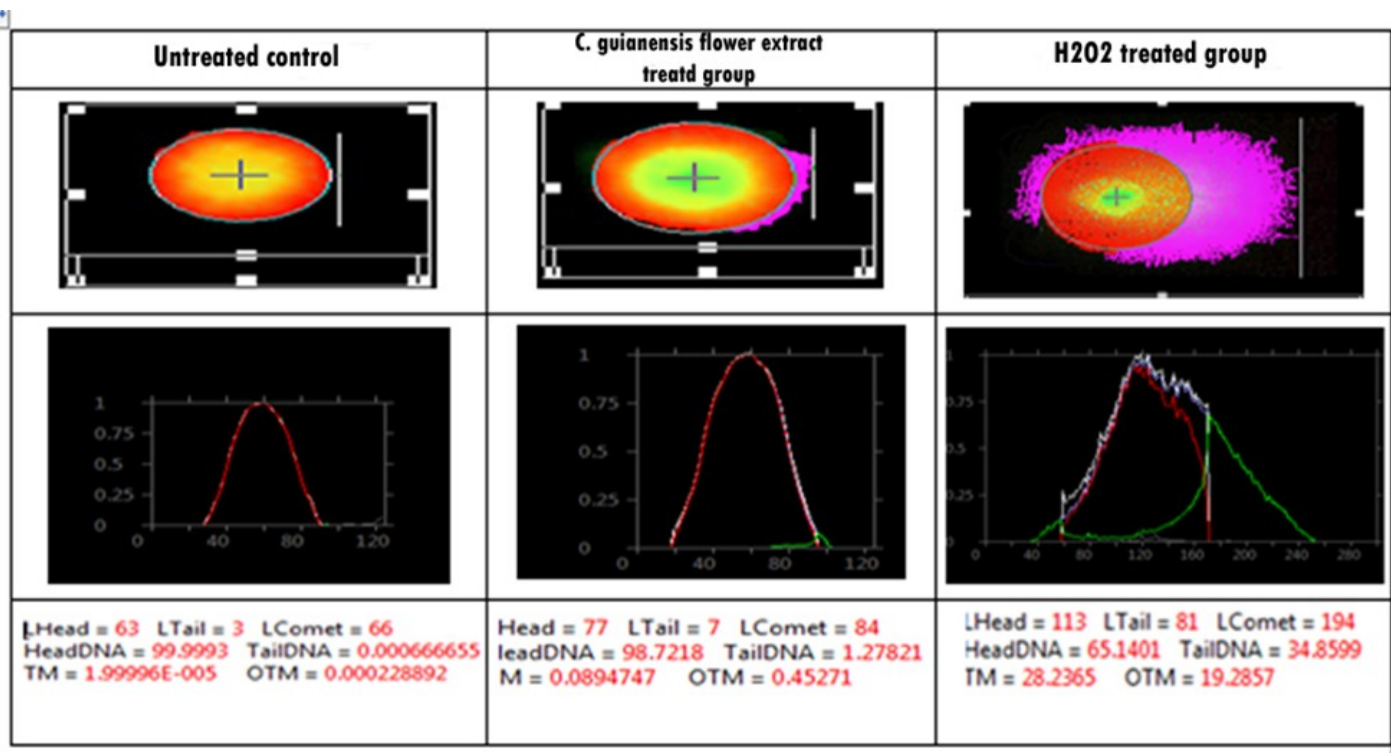 Untreated control
C. guianensis flower extract
treatd group
H2O2 treated group
1
0.75
0.5
0.25
0
0 40 80 120
1
0.75
0.5
0.25
0
0 40 80 120
1
0.75
0.5
0.25
0
0 40 80 120 160 200 240 280
LHead = 63 LTail = 3 LComet = 66
HeadDNA = 99.9993 TailDNA = 0.000666655
TM = 1.99996E-005 OTM = 0.000228892
Head = 77 LTail = 7 LComet = 84
leadDNA = 98.7218 TailDNA = 1.27821
M = 0.0894747 OTM = 0.45271
LHead = 113 LTail = 81 LComet = 194
HeadDNA = 65.1401 TailDNA = 34.8599
TM = 28.2365 OTM = 19.2857